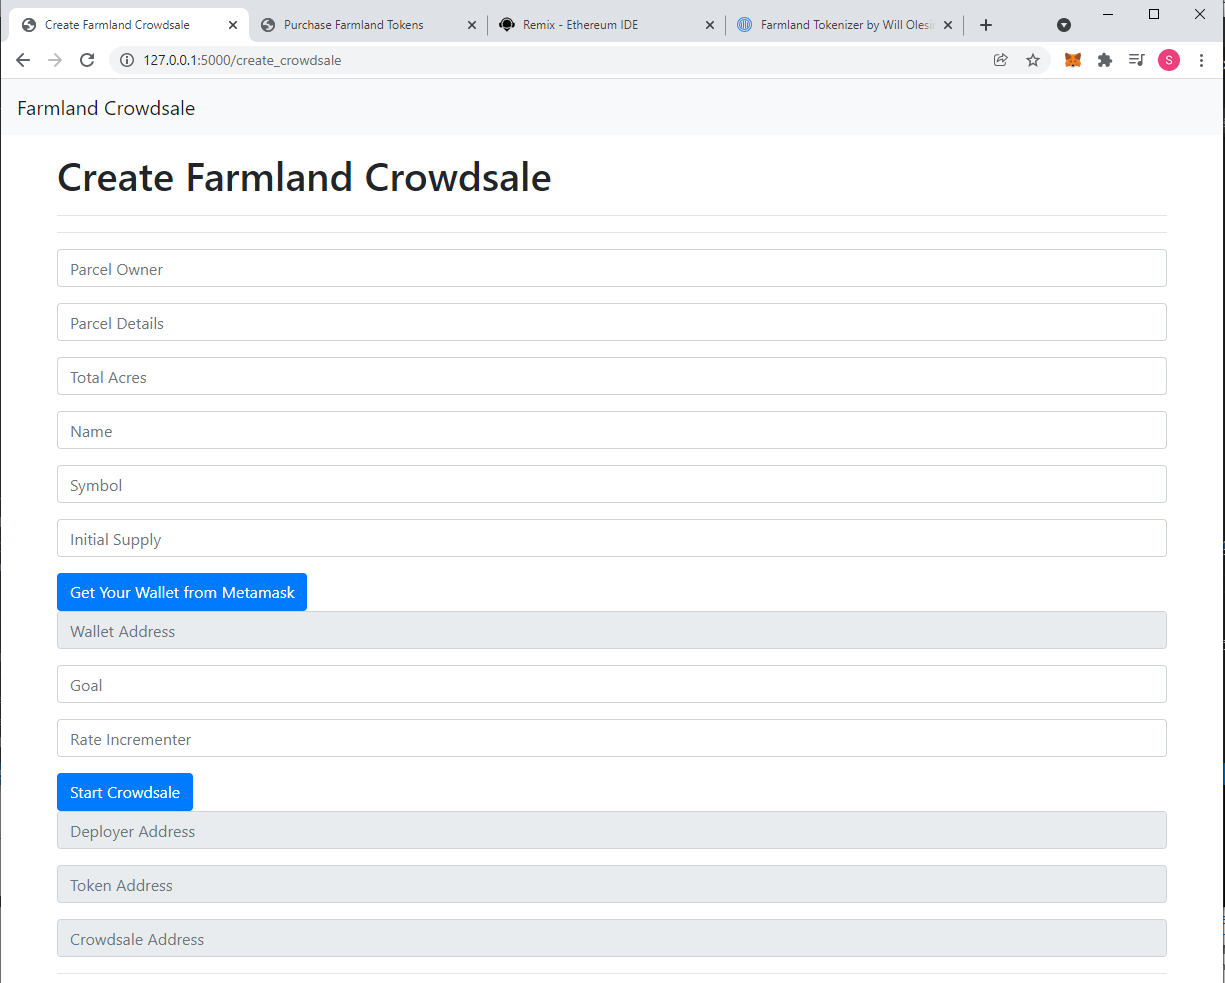 Create Farmland Crowdsale
Purchase Farmland Tokens
Remix - Ethereum IDE
Farmland Tokenizer by Will Olesi
127.0.0.1:5000/create_crowdsale
S
Farmland Crowdsale
Create Farmland Crowdsale
Parcel Owner
Parcel Details
Total Acres
Name
Symbol
Initial Supply
Get Your Wallet from Metamask
Wallet Address
Goal
Rate Incrementer
Start Crowdsale
Deployer Address
Token Address
Crowdsale Address